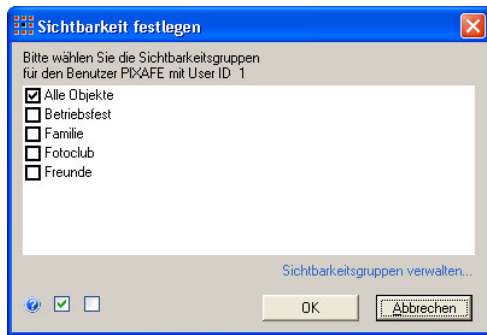 Sichtbarkeit festlegen
Bitte wählen Sie die Sichtbarkeitsgruppen
für den Benutzer PIXAFE mit User ID 1
Alle Objekte
Betriebsfest
Familie
Fotoclub
Freunde
Sichtbarkeitsgruppen verwalten...
OK
Abbrechen